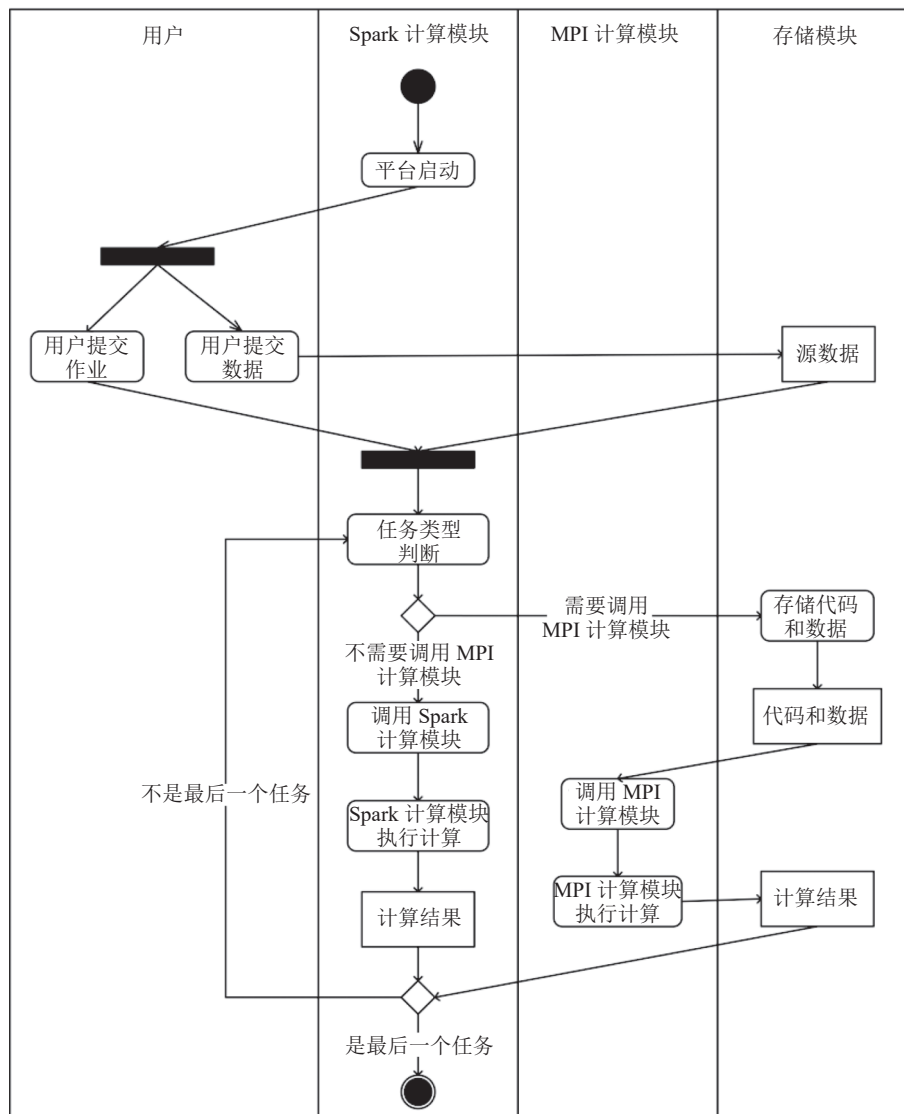 用户
Spark 计算模块
MPI 计算模块
存储模块
平台启动
用户提交
作业
用户提交
数据
源数据
任务类型
判断
需要调用
MPI 计算模块
存储代码
和数据
不需要调用 MPI
计算模块
代码和数据
调用 Spark
计算模块
不是最后一个任务
调用 MPI
计算模块
Spark 计算模块
执行计算
MPI 计算模块
执行计算
计算结果
计算结果
是最后一个任务